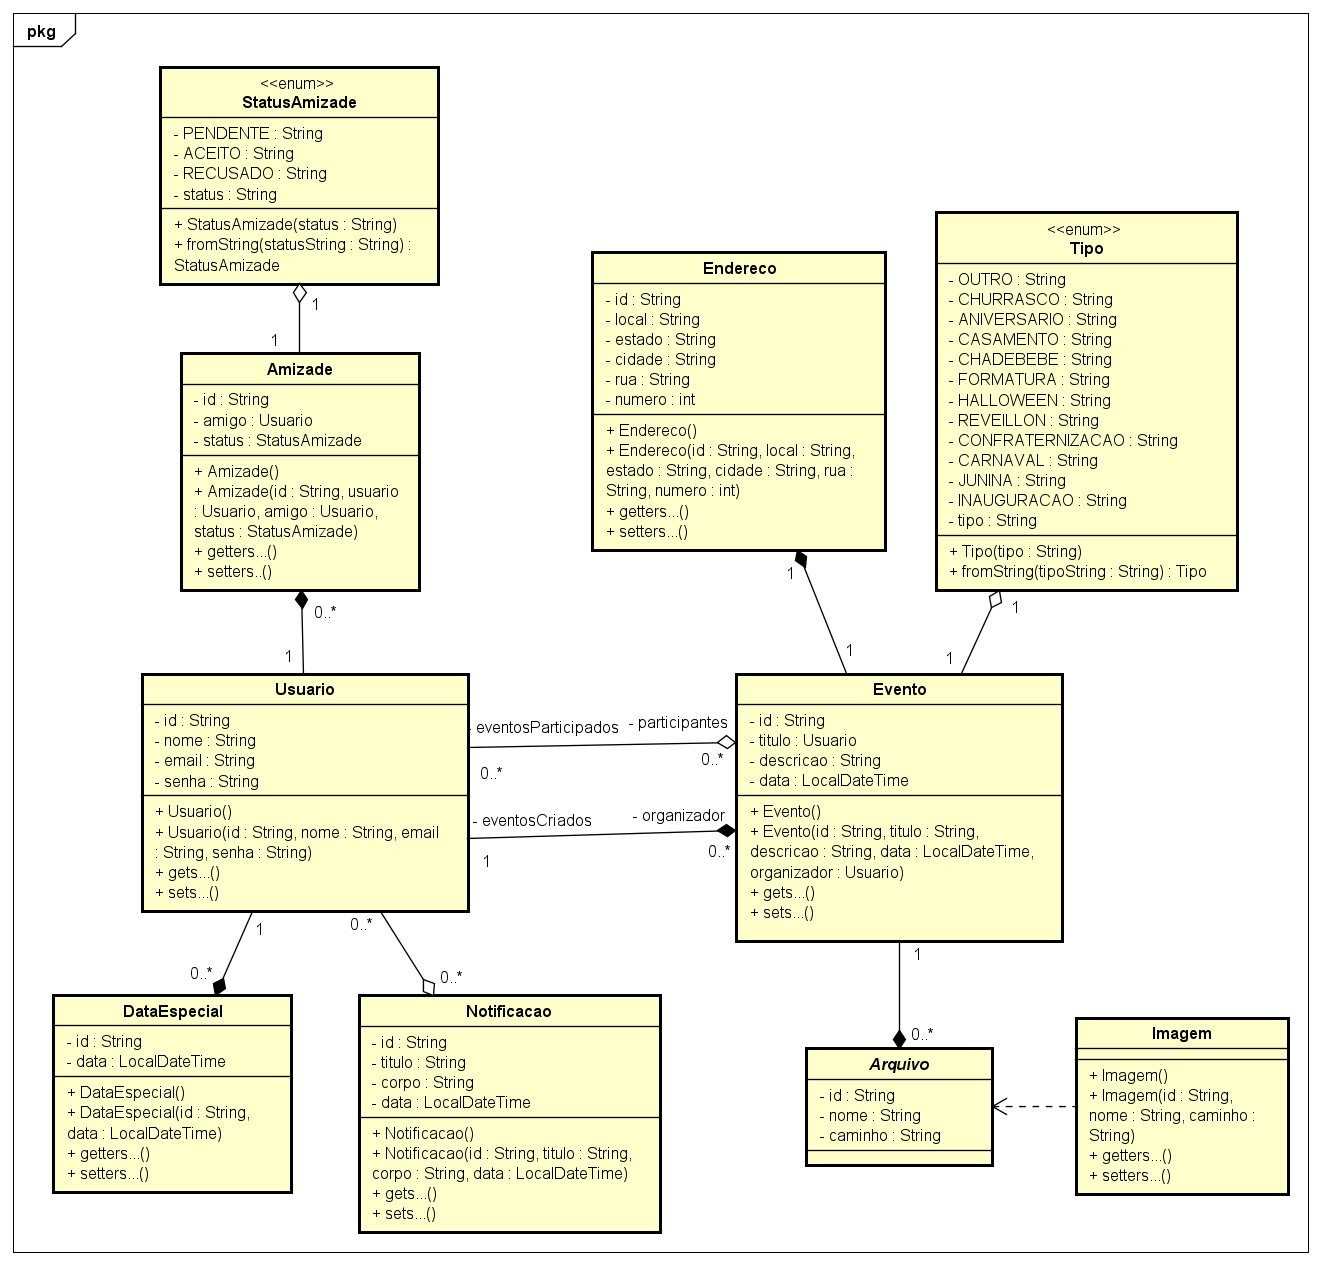 pkg
<<enum>>
StatusAmizade
- PENDENTE : String
- ACEITO : String
- RECUSADO : String
- status : String
+ StatusAmizade(status : String)
+ fromString(statusString : String) :
StatusAmizade
1
1
Amizade
- id : String
- amigo : Usuario
- status : StatusAmizade
+ Amizade()
+ Amizade(id : String, usuario
: Usuario, amigo : Usuario,
status : StatusAmizade)
+ getters...()
+ setters..()
0..*
1
Endereco
- id : String
- local : String
- estado : String
- cidade : String
- rua : String
- numero : int
+ Endereco()
+ Endereco(id : String, local : String,
estado : String, cidade : String, rua :
String, numero : int)
+ getters...()
+ setters...()
1
1
<<enum>>
Tipo
- OUTRO : String
- CHURRASCO : String
- ANIVERSARIO : String
- CASAMENTO : String
- CHADEBEBE : String
- FORMATURA : String
- HALLOWEEN : String
- REVEILLON : String
- CONFRATERNIZACAO : String
- CARNAVAL : String
- JUNINA : String
- INAUGURACAO : String
- tipo : String
+ Tipo(tipo : String)
+ fromString(tipoString : String) : Tipo
1
1
Usuario
- id : String
- nome : String
- email : String
- senha : String
+ Usuario()
+ Usuario(id : String, nome : String, email
: String, senha : String)
+ gets...()
+ sets...()
- eventosParticipados
- participantes
0..*
0..*
- eventosCriados
- organizador
1
0..*
Evento
- id : String
- titulo : Usuario
- descricao : String
- data : LocalDateTime
+ Evento()
+ Evento(id : String, titulo : String,
descricao : String, data : LocalDateTime,
organizador : Usuario)
+ gets...()
+ sets...()
1
0..*
0..*
0..*
1
0..*
DataEspecial
- id : String
- data : LocalDateTime
+ DataEspecial()
+ DataEspecial(id : String,
data : LocalDateTime)
+ getters...()
+ setters...()
Notificacao
- id : String
- titulo : String
- corpo : String
- data : LocalDateTime
+ Notificacao()
+ Notificacao(id : String, titulo : String,
corpo : String, data : LocalDateTime)
+ gets...()
+ sets...()
Arquivo
- id : String
- nome : String
- caminho : String
Imagem
+ Imagem()
+ Imagem(id : String,
nome : String, caminho :
String)
+ getters...()
+ setters...()